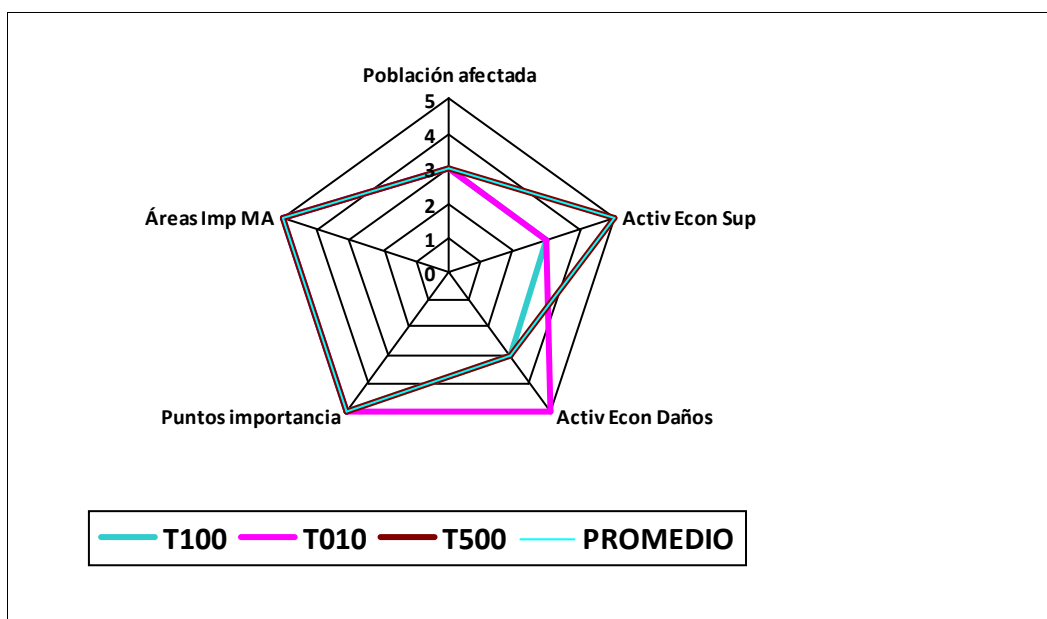 Población afectada
5
4
3
2
1
0
Áreas Imp MA
Activ Econ Sup
Puntos importancia
Activ Econ Daños
T100 T010 T500 PROMEDIO